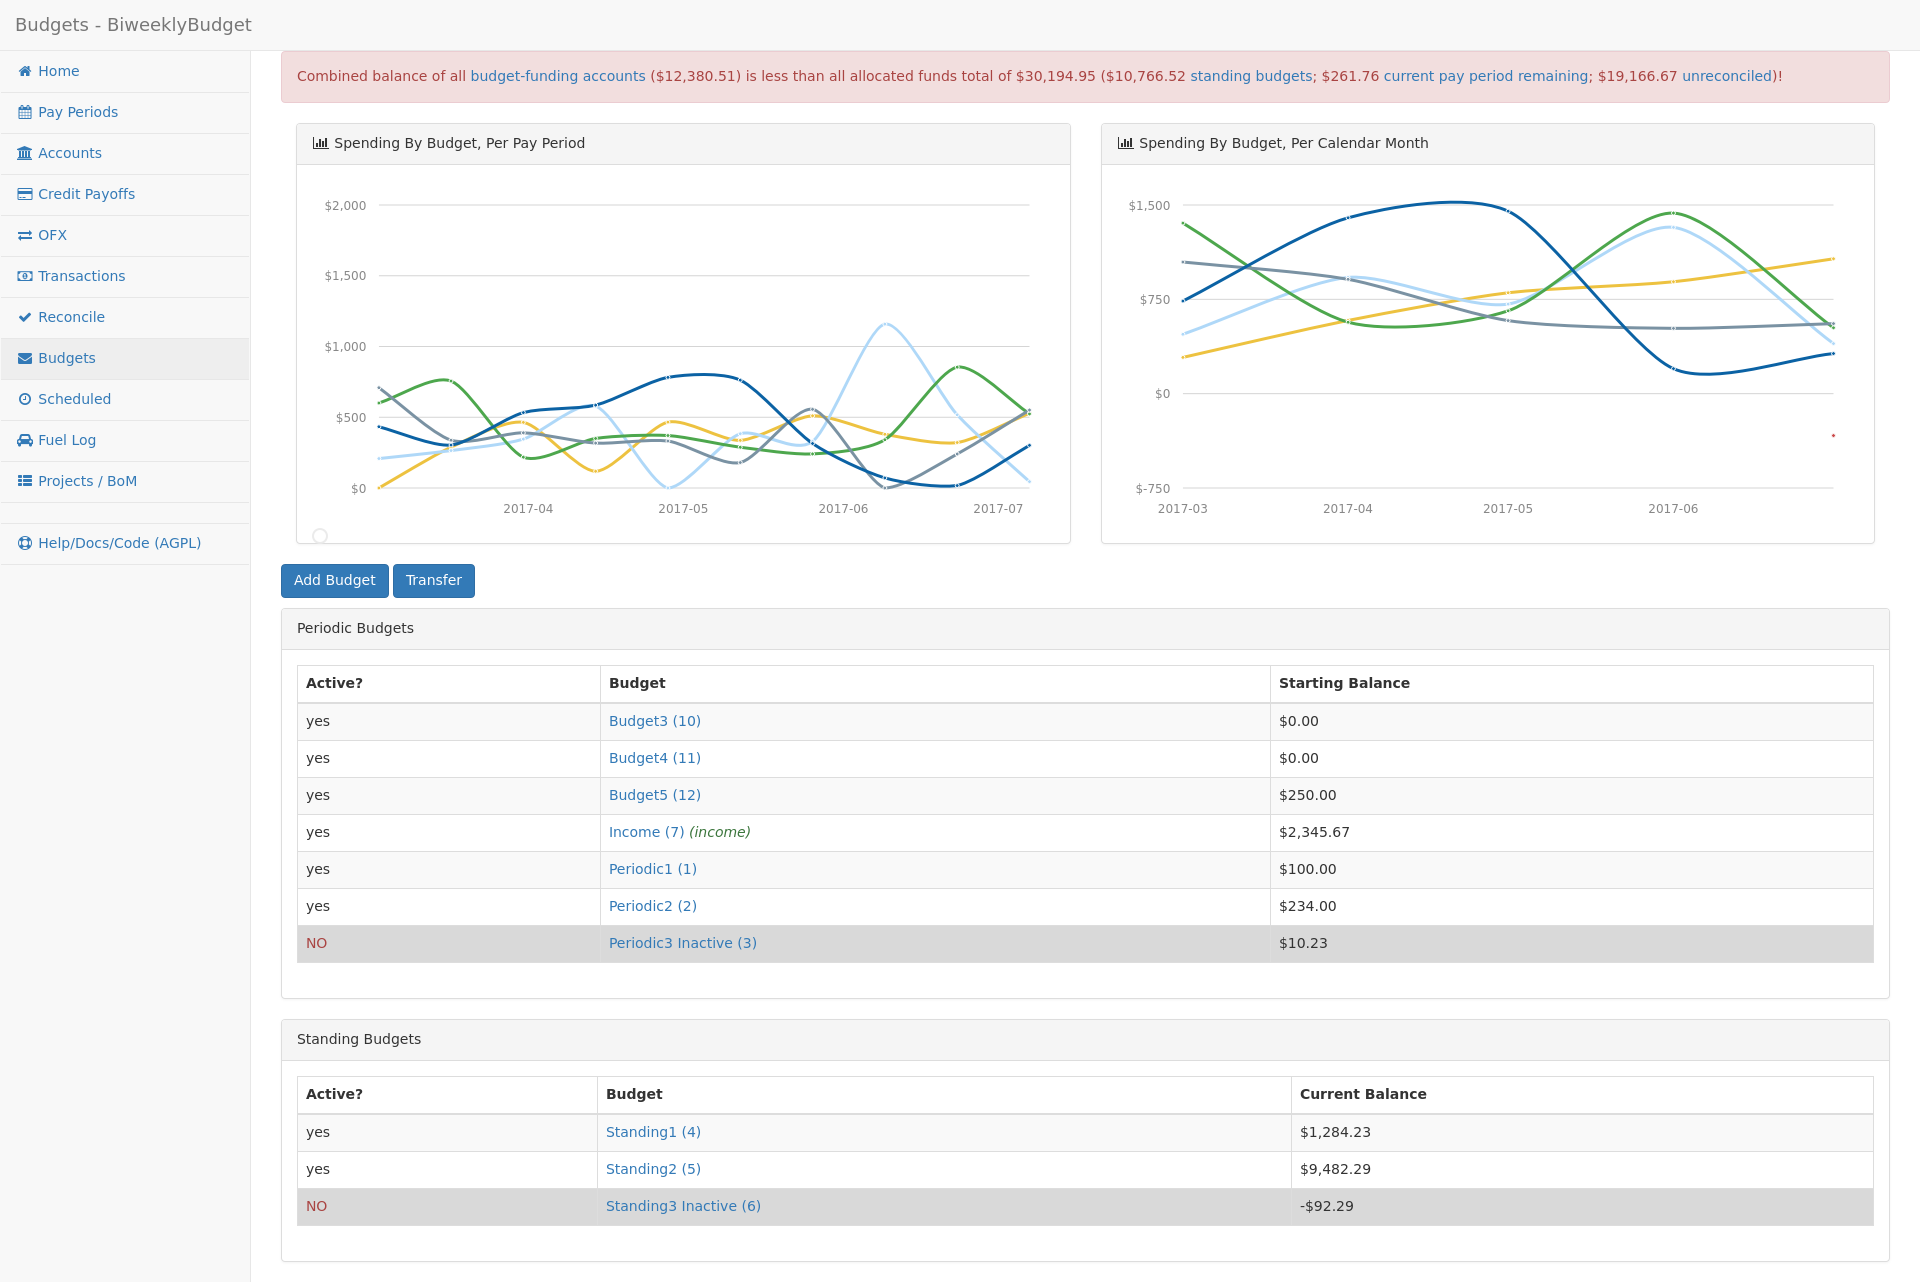 Budgets - BiweeklyBudget
Home
Pay Periods
Accounts
Credit Payoffs
OFX
Transactions
Reconcile
Budgets
Scheduled
Fuel Log
Projects / BoM
Help/Docs/Code (AGPL)
Combined balance of all budget-funding accounts ($12,380.51) is less than all allocated funds total of $30,194.95 ($10,766.52 standing budgets; $261.76 current pay period remaining; $19,166.67 unreconciled)!
Spending By Budget, Per Pay Period
$2,000
$1,500
$1,000
$500
$0
2017-04 2017-05 2017-06 2017-07
Spending By Budget, Per Calendar Month
$1,500
$750
$0
$-750
2017-03 2017-04 2017-05 2017-06
Add Budget Transfer
Periodic Budgets
Active? Budget Starting Balance
yes Budget3 (10) $0.00
yes Budget4 (11) $0.00
yes Budget5 (12) $250.00
yes Income (7) (income) $2,345.67
yes Periodic1 (1) $100.00
yes Periodic2 (2) $234.00
NO Periodic3 Inactive (3) $10.23
Standing Budgets
Active? Budget Current Balance
yes Standing1 (4) $1,284.23
yes Standing2 (5) $9,482.29
NO Standing3 Inactive (6) -$92.29